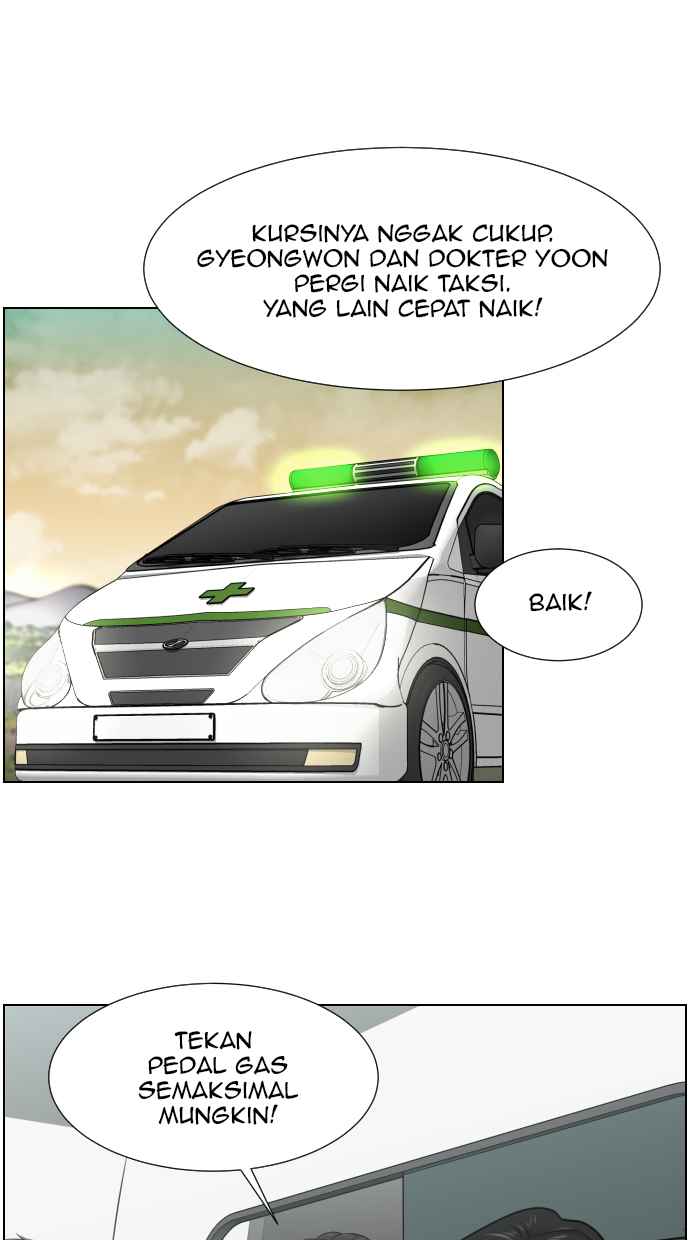 KURSINYA NGGAK CUKUP.
GYEONGWON DAN DOKTER YOON
PERGI NAIK TAKSI.
YANG LAIN CEPAT NAIK!
BAIK!
TEKAN
PEDAL GAS
SEMAKSIMAL
MUNGKIN!